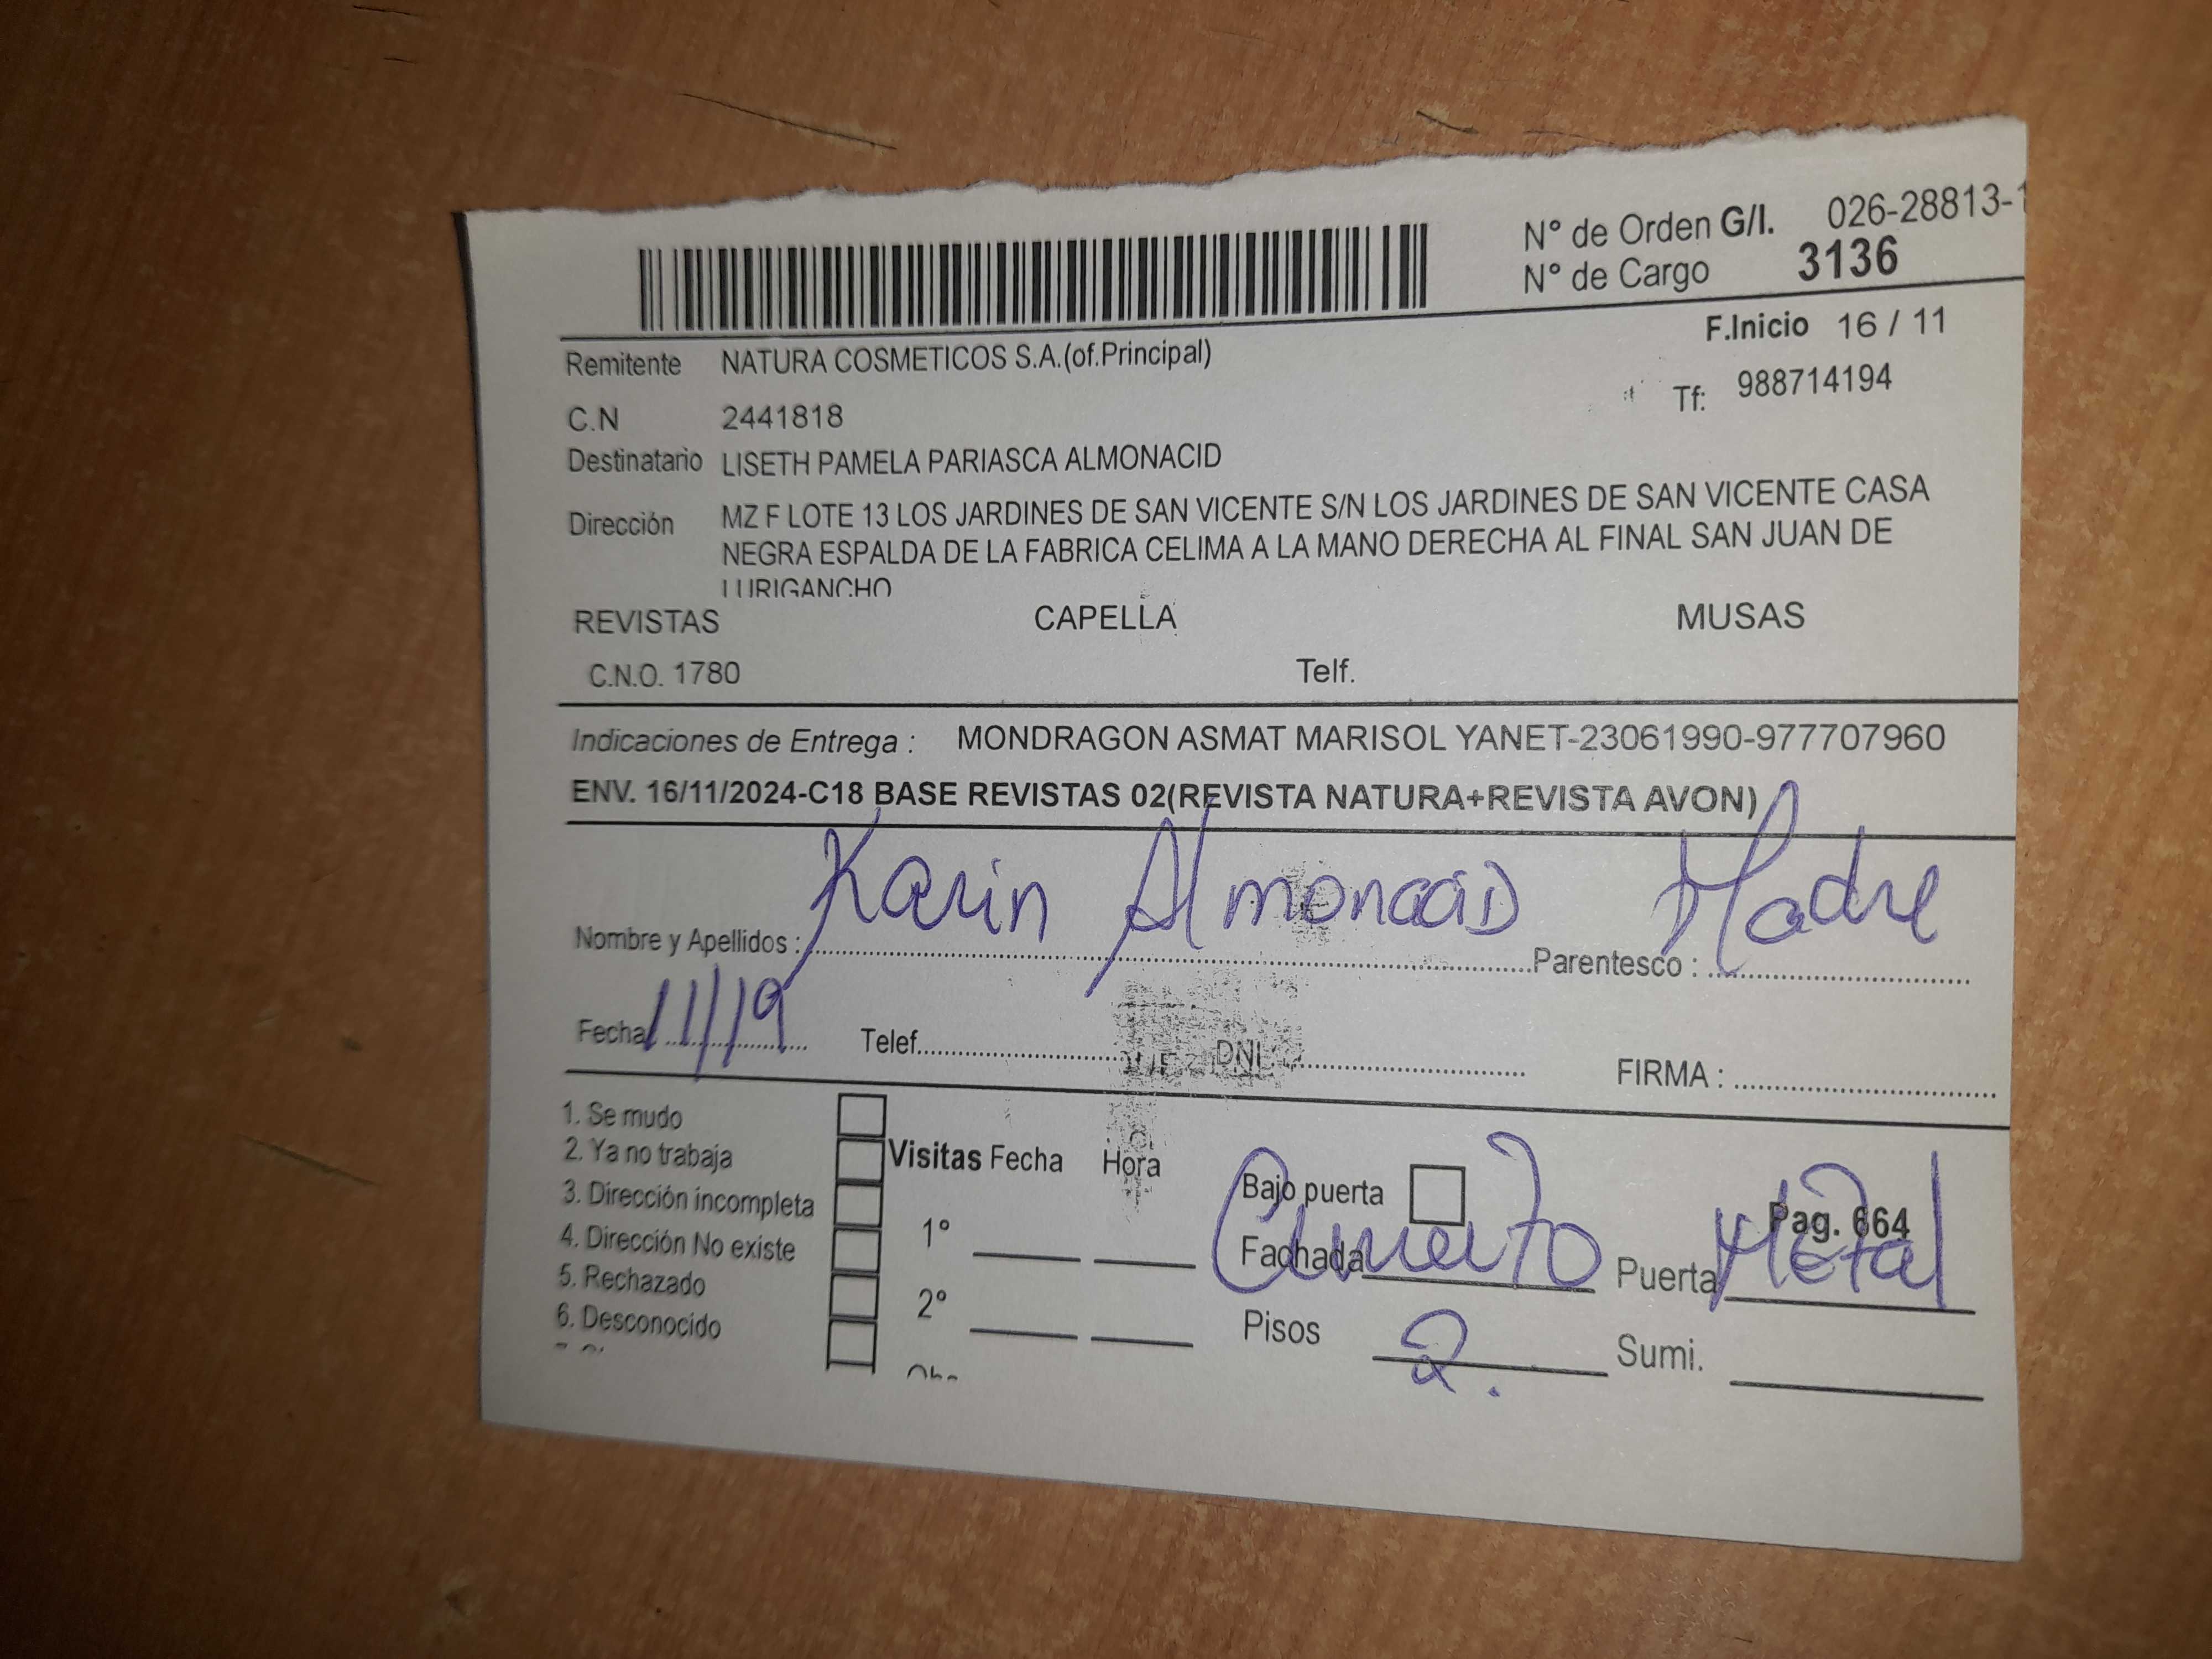 Nº de Orden G/I. 026-28813-1
Nº de Cargo 3136
F.Inicio 16 / 11
Remitente NATURA COSMETICOS S.A.(of.Principal)
Tf: 988714194
C.N 2441818
Destinatario LISETH PAMELA PARIASCA ALMONACID
Dirección MZ F LOTE 13 LOS JARDINES DE SAN VICENTE S/N LOS JARDINES DE SAN VICENTE CASA
NEGRA ESPALDA DE LA FABRICA CELIMA A LA MANO DERECHA AL FINAL SAN JUAN DE
LURIGANCHO
REVISTAS CAPELLA MUSAS
C.N.O. 1780 Telf.
Indicaciones de Entrega : MONDRAGON ASMAT MARISOL YANET-23061990-977707960
ENV. 16/11/2024-C18 BASE REVISTAS 02(REVISTA NATURA+REVISTA AVON)
Nombre y Apellidos : Karin Almonacid Parentesco : Madre
Fecha 11/19 Telef. DNI FIRMA :
1. Se mudo
2. Ya no trabaja
3. Dirección incompleta
4. Dirección No existe
5. Rechazado
6. Desconocido
Visitas Fecha Hora
1º
2º
Bajo puerta
Pag. 664
Fachada Cimento Puerta Metal
Pisos 2. Sumi.